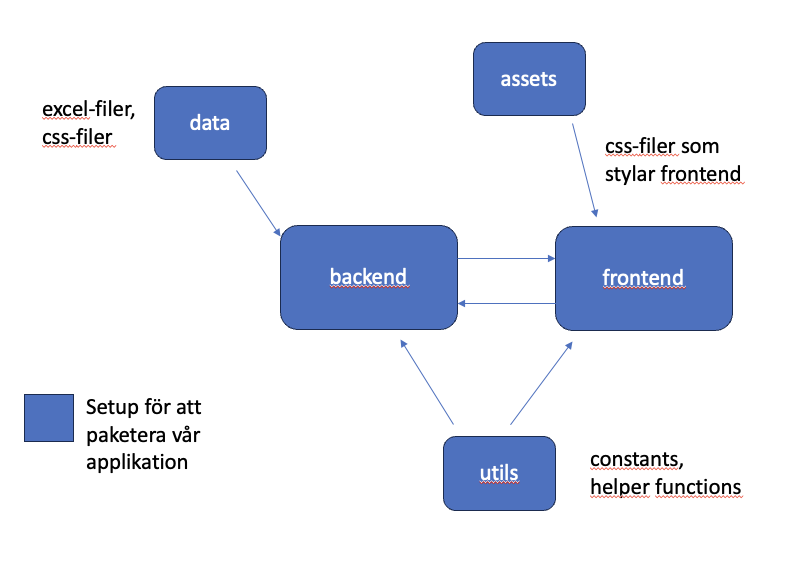 assets
excel-filer,
css-filer
data
css-filer som
stylar frontend
backend
frontend
Setup för att
paketera vår
applikation
utils
constants,
helper functions